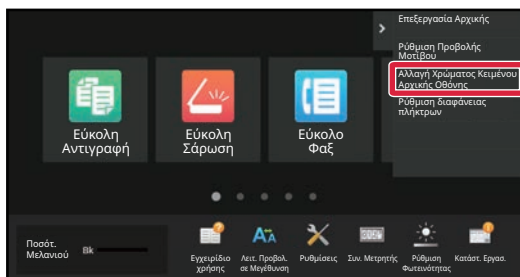 Επεξεργασία Αρχικής
Ρύθμιση Προβολής
Μοτίβου
Αλλαγή Χρώματος Κειμένου
Αρχικής Οθόνης
Ρύθμιση διαφάνειας
πλήκτρων
Εύκολη
Αντιγραφή
Εύκολη
Σάρωση
Εύκολο
Φαξ
Ποσότ.
Μελανιού
Bk
Εγχειρίδιο
χρήσης
Λειτ. Προβολ.
σε Μεγέθυνση
Ρυθμίσεις
Συν. Μετρητής
Ρύθμιση
Φωτεινότητας
Κατάστ. Εργασ.